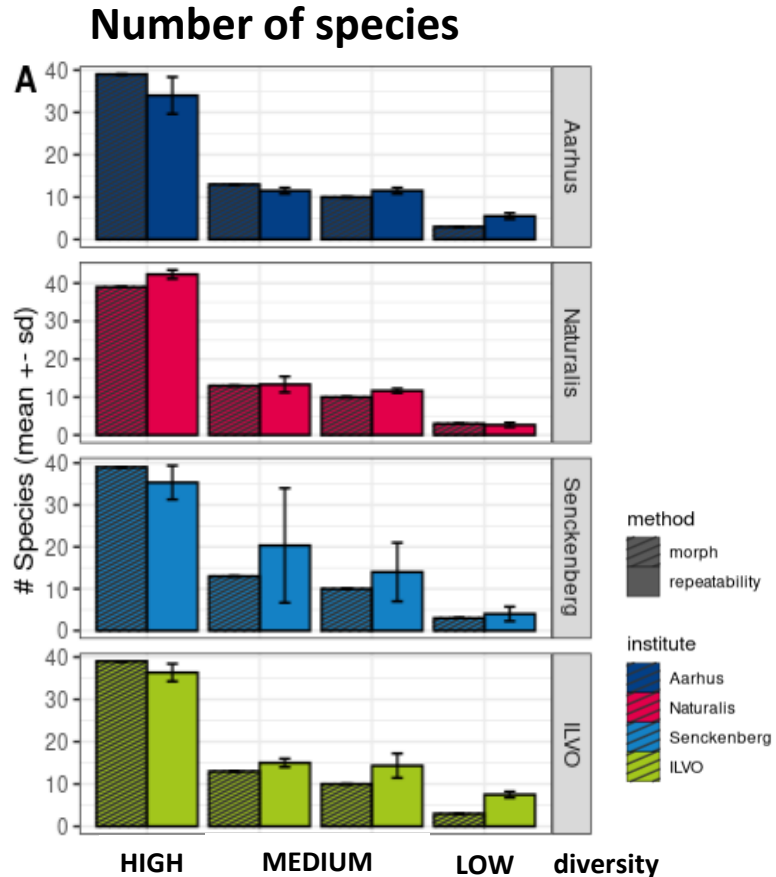 Number of species
A
# Species (mean +- sd)
40
30
20
10
0
Aarhus
40
30
20
10
0
Naturalis
40
30
20
10
0
Senckenberg
40
30
20
10
0
ILVO
HIGH MEDIUM LOW diversity
method
morph
repeatability
institute
Aarhus
Naturalis
Senckenberg
ILVO